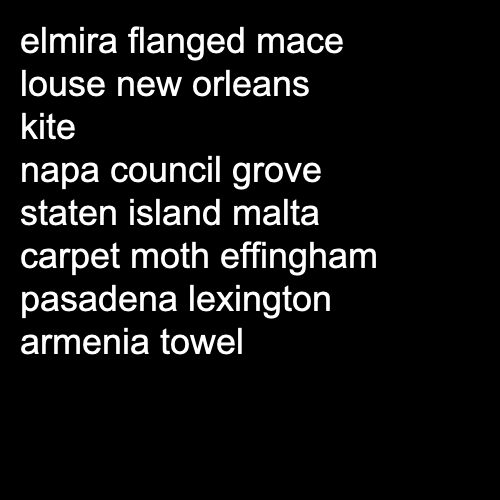 elmira flanged mace
louse new orleans
kite
napa council grove
staten island malta
carpet moth effingham
pasadena lexington
armenia towel